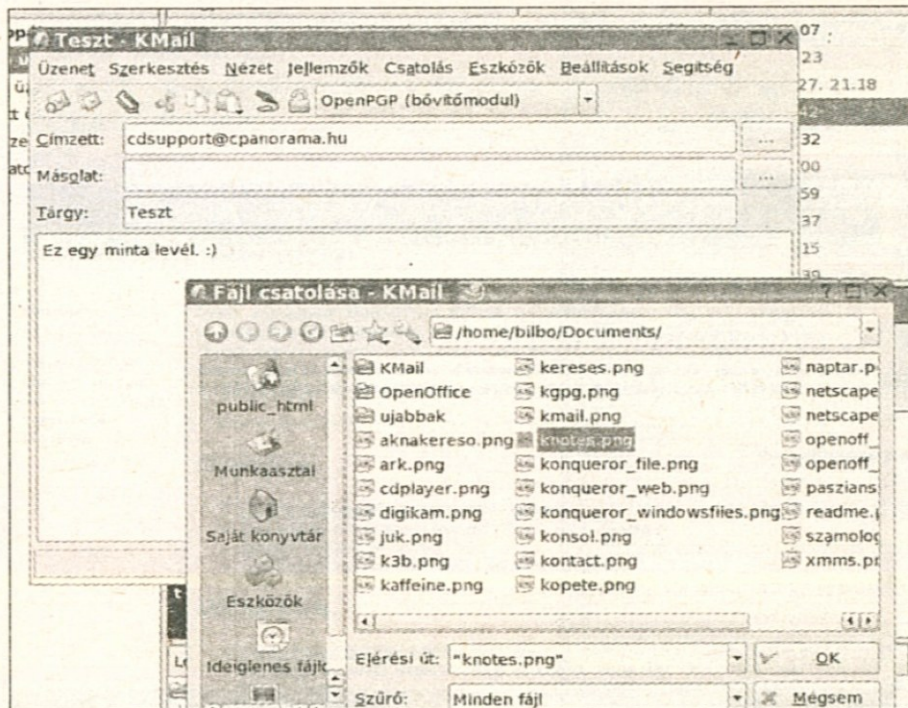 Teszt - KMail
Üzenet Szerkesztés Nézet Jellemzők Csatolás Eszközök Beállítások Segítség
OpenPGP (bővítőmodul)
Címzett: cdsupport@cpanorama.hu ...
Másolat: ...
Tárgy: Teszt
Ez egy minta levél. :)
07
23
27. 21.18
42
32
00
59
37
15
39
Fájl csatolása - KMail
/home/bilbo/Documents/
public_html
Munkaasztal
Saját könyvtár
Eszközök
Ideiglenes fájlo
KMail
OpenOffice
ujabbak
aknakereso.png
ark.png
cdplayer.png
digikam.png
juk.png
k3b.png
kaffeine.png
kereses.png
kgpg.png
kmail.png
knotes.png
konqueror_file.png
konqueror_web.png
konqueror_windowsfiles.png
konsol.png
kontact.png
kopete.png
naptar.p
netscape
netscape
openoff_
openoff_
paszians
readme.
szamolog
xmms.pr
Elérési út: "knotes.png" OK
Szűrő: Minden fájl Mégsem